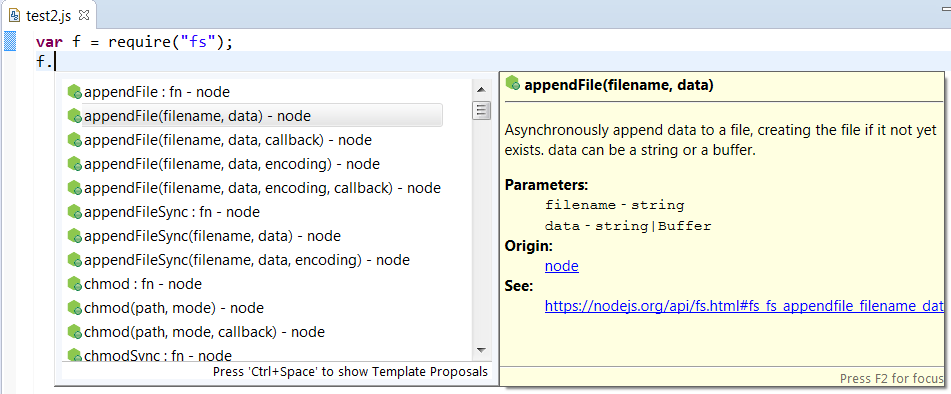 test2.js
var f = require("fs");
f.
appendFile : fn - node
appendFile(filename, data) - node
appendFile(filename, data, callback) - node
appendFile(filename, data, encoding) - node
appendFile(filename, data, encoding, callback) - node
appendFileSync : fn - node
appendFileSync(filename, data) - node
appendFileSync(filename, data, encoding) - node
chmod : fn - node
chmod(path, mode) - node
chmod(path, mode, callback) - node
chmodSync : fn - node
Press 'Ctrl+Space' to show Template Proposals
appendFile(filename, data)
Asynchronously append data to a file, creating the file if it not yet
exists. data can be a string or a buffer.
Parameters:
filename - string
data - string|Buffer
Origin:
node
See:
https://nodejs.org/api/fs.html#fs_fs_appendfile_filename_dat
Press F2 for focus